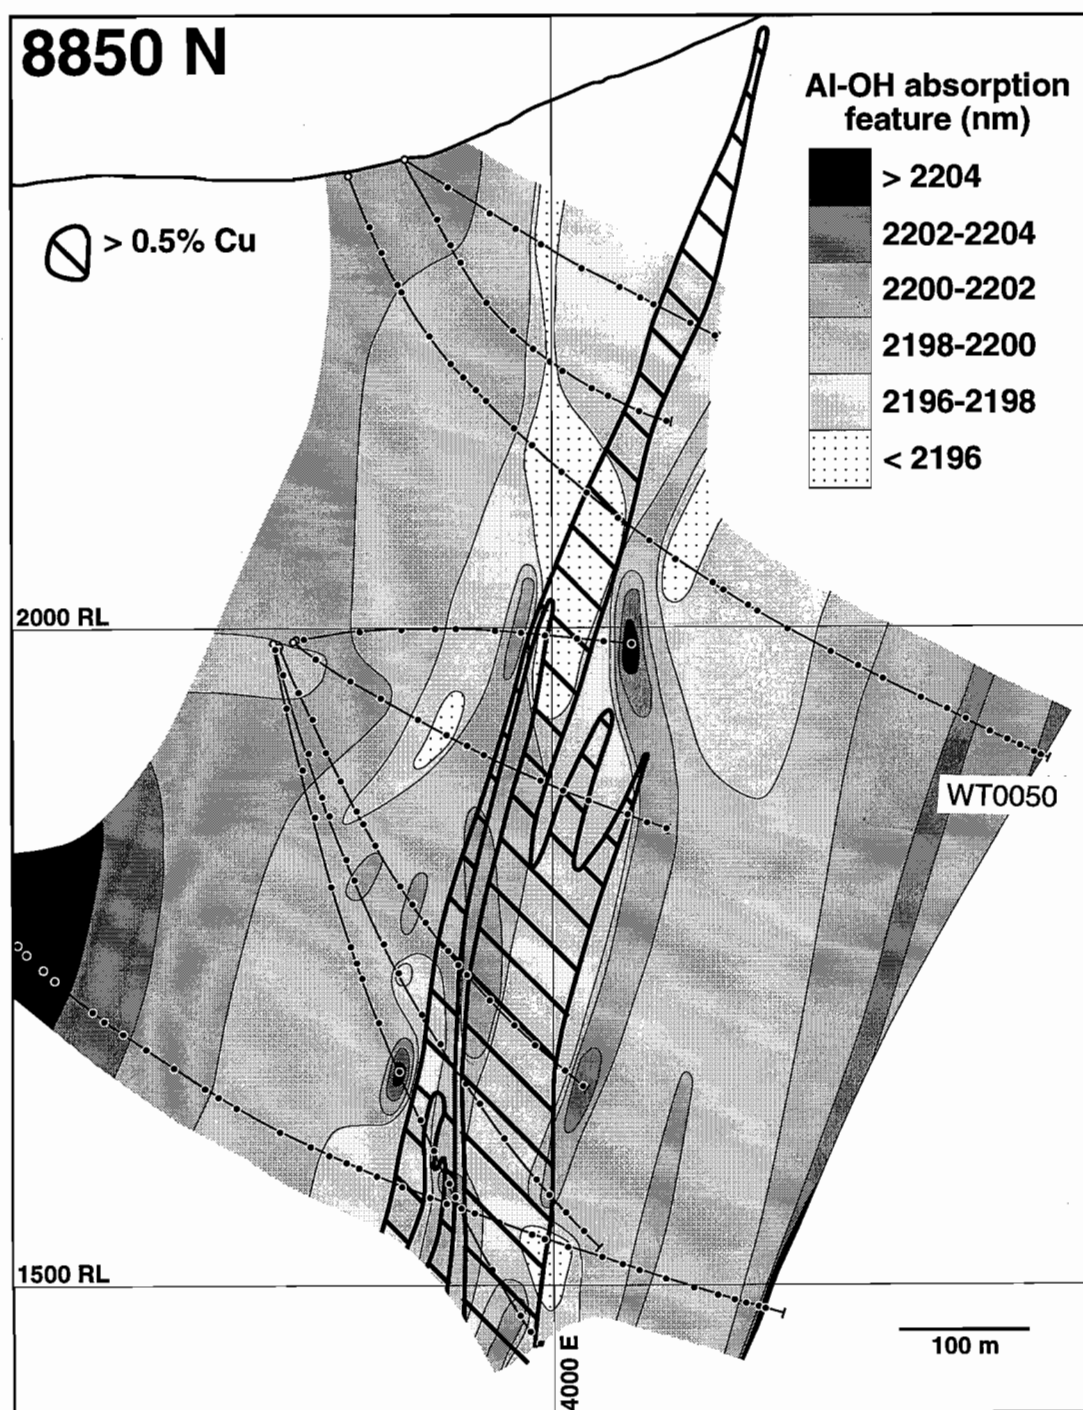 8850 N
Al-OH absorption
feature (nm)
> 2204
2202-2204
2200-2202
2198-2200
2196-2198
< 2196
> 0.5% Cu
2000 RL
WT0050
1500 RL
4000 E
100 m